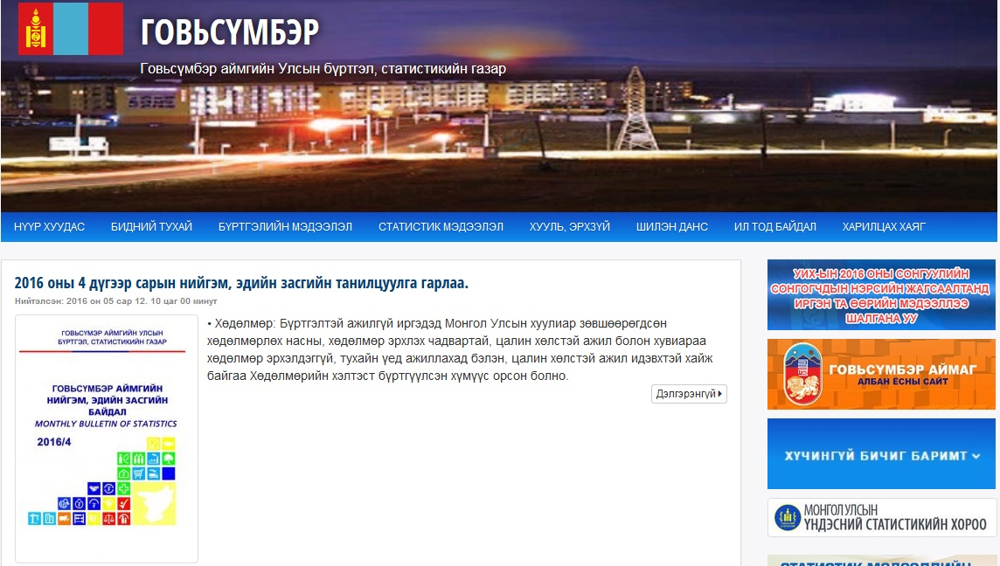 ГОВЬСҮМБЭР
Говьсүмбэр аймгийн Улсын бүртгэл, статистикийн газар
НҮҮР ХУУДАС БИДНИЙ ТУХАЙ БҮРТГЭЛИЙН МЭДЭЭЛЭЛ СТАТИСТИК МЭДЭЭЛЭЛ ХУУЛЬ, ЭРХЗҮЙ ШИЛЭН ДАНС ИЛ ТОД БАЙДАЛ ХАРИЛЦАХ ХАЯГ
2016 оны 4 дүгээр сарын нийгэм, эдийн засгийн танилцуулга гарлаа.
Нийтэлсэн: 2016 он 05 сар 12. 10 цаг 00 минут
ГОВЬСҮМБЭР АЙМГИЙН УЛСЫН
БҮРТГЭЛ, СТАТИСТИКИЙН ГАЗАР
ГОВЬСҮМБЭР АЙМГИЙН
НИЙГЭМ, ЭДИЙН ЗАСГИЙН
БАЙДАЛ
MONTHLY BULLETIN OF STATISTICS
2016/4
• Хөдөлмөр: Бүртгэлтэй ажилгүй иргэдэд Монгол Улсын хуулиар зөвшөөрөгдсөн
хөдөлмөрлөх насны, хөдөлмөр эрхлэх чадвартай, цалин хөлстэй ажил болон хувиараа
хөдөлмөр эрхэлдэггүй, тухайн үед ажиллахад бэлэн, цалин хөлстэй ажил идэвхтэй хайж
байгаа Хөдөлмөрийн хэлтэст бүртгүүлсэн хүмүүс орсон болно.
Дэлгэрэнгүй
УИХ-ЫН 2016 ОНЫ СОНГУУЛИЙН
СОНГОГЧДЫН НЭРСИЙН ЖАГСААЛТАНД
ИРГЭН ТА ӨӨРИЙН МЭДЭЭЛЛЭЭ
ШАЛГАНА УУ
ГОВЬСҮМБЭР АЙМАГ
АЛБАН ЁСНЫ САЙТ
ХҮЧИНГҮЙ БИЧИГ БАРИМТ
МОНГОЛ УЛСЫН
ҮНДЭСНИЙ СТАТИСТИКИЙН ХОРОО
СТАТИСТИК МЭДЭЭЛЛИЙН